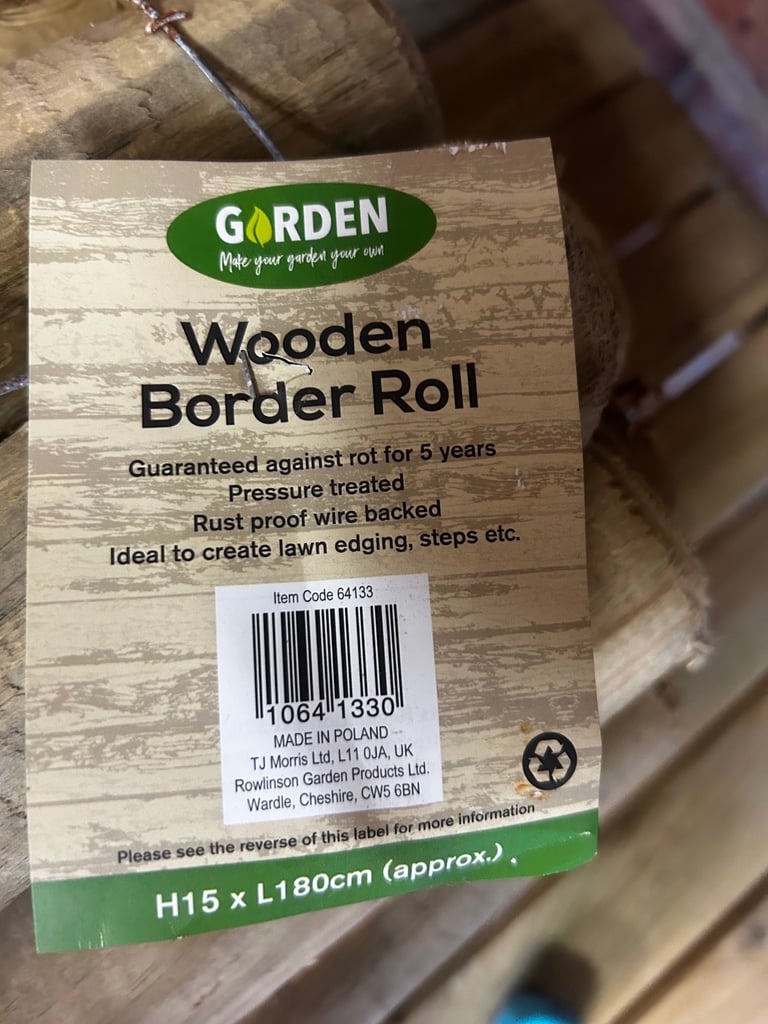 GARDEN
Make your garden your own
Wooden
Border Roll
Guaranteed against rot for 5 years
Pressure treated
Rust proof wire backed
Ideal to create lawn edging, steps etc.
Item Code 64133
1064 1330
MADE IN POLAND
TJ Morris Ltd, L11 0JA, UK
Rowlinson Garden Products Ltd.
Wardle, Cheshire, CW5 6BN
Please see the reverse of this label for more information
H15 x L180cm (approx.)